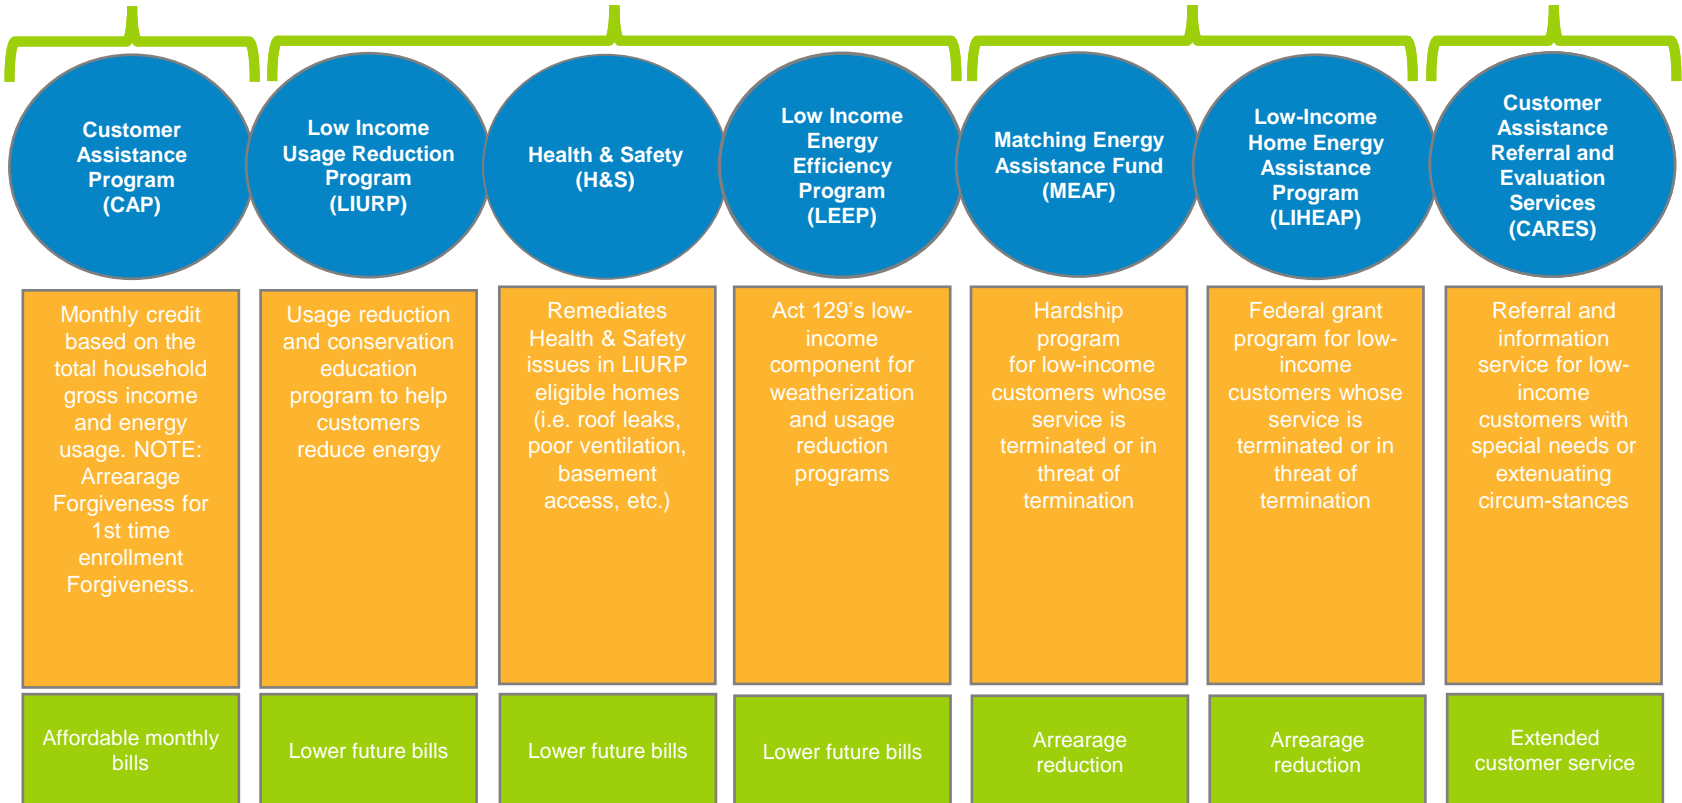 Customer
Assistance
Program
(CAP)
Low Income
Usage Reduction
Program
(LIURP)
Health & Safety
(H&S)
Low Income
Energy
Efficiency
Program
(LEEP)
Matching Energy
Assistance Fund
(MEAF)
Low-Income
Home Energy
Assistance
Program
(LIHEAP)
Customer
Assistance
Referral and
Evaluation
Services
(CARES)
Monthly credit
based on the
total household
gross income
and energy
usage. NOTE:
Arrearage
Forgiveness for
1st time
enrollment
Forgiveness.
Usage reduction
and conservation
education
program to help
customers
reduce energy
Remediates
Health & Safety
issues in LIURP
eligible homes
(i.e. roof leaks,
poor ventilation,
basement
access, etc.)
Act 129’s low-
income
component for
weatherization
and usage
reduction
programs
Hardship
program
for low-income
customers whose
service is
terminated or in
threat of
termination
Federal grant
program for low-
income
customers whose
service is
terminated or in
threat of
termination
Referral and
information
service for low-
income
customers with
special needs or
extenuating
circum-stances
Affordable monthly
bills
Lower future bills
Lower future bills
Lower future bills
Arrearage
reduction
Arrearage
reduction
Extended
customer service